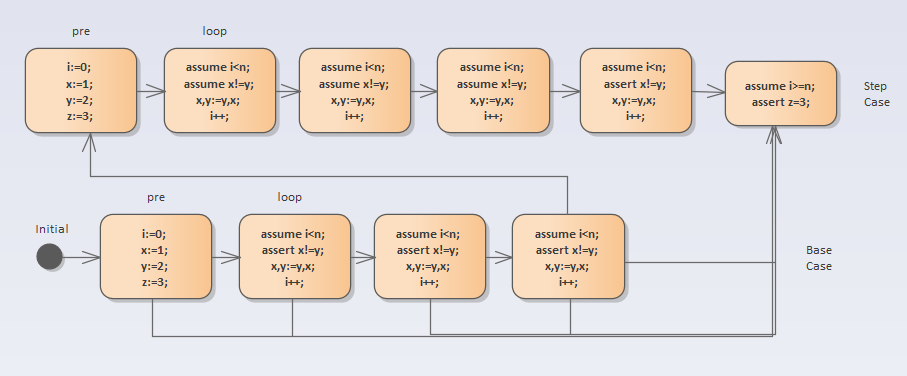 pre
loop
i:=0;
x:=1;
y:=2;
z:=3;
assume i<n;
assume x!=y;
x,y:=y,x;
i++;
assume i<n;
assume x!=y;
x,y:=y,x;
i++;
assume i<n;
assume x!=y;
x,y:=y,x;
i++;
assume i<n;
assert x!=y;
x,y:=y,x;
i++;
assume i>=n;
assert z=3;
Step
Case
pre
loop
Initial
i:=0;
x:=1;
y:=2;
z:=3;
assume i<n;
assert x!=y;
x,y:=y,x;
i++;
assume i<n;
assert x!=y;
x,y:=y,x;
i++;
assume i<n;
assert x!=y;
x,y:=y,x;
i++;
Base
Case